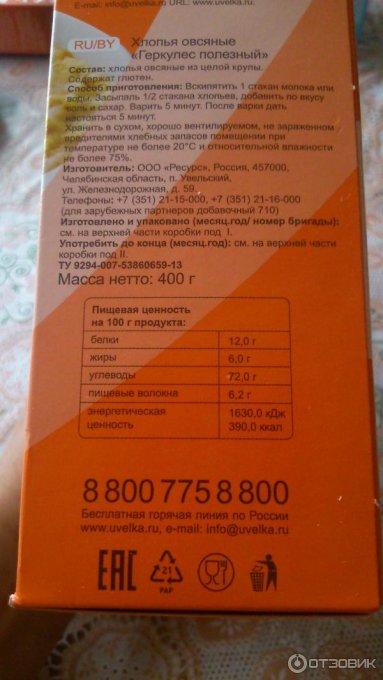 E-mail: info@uvelka.ru URL: www.uvelka.ru
RU/BY
Хлопья овсяные
«Геркулес полезный»
Состав: хлопья овсяные из целой крупы.
Содержат глютен.
Способ приготовления: Вскипятить 1 стакан молока или
воды. Засыпать 1/2 стакана хлопьев, добавить по вкусу
соль и сахар. Варить 5 минут. После варки дать
настояться 5 минут.
Хранить в сухом, хорошо вентилируемом, не зараженном
вредителями хлебных запасов помещении при
температуре не более 20°С и относительной влажности
не более 75%.
Изготовитель: ООО «Ресурс», Россия, 457000,
Челябинская область, п. Увельский,
ул. Железнодорожная, д. 59.
Телефоны: +7 (351) 21-15-000, +7 (351) 21-16-000
(для зарубежных партнеров добавочный 710)
Изготовлено и упаковано (месяц.год/ номер бригады):
см. на верхней части коробки под I.
Употребить до конца (месяц.год): см. на верхней части
коробки под II.
ТУ 9294-007-53860659-13
Масса нетто: 400 г
Пищевая ценность
на 100 г продукта:
белки 12,0 г
жиры 6,0 г
углеводы 72,0 г
пищевые волокна 6,2 г
энергетическая 1630,0 кДж
ценность 390,0 ккал
8 800 775 8 800
Бесплатная горячая линия по России
www.uvelka.ru, e-mail: info@uvelka.ru
EAC
21
PAP
ОТЗОВИК